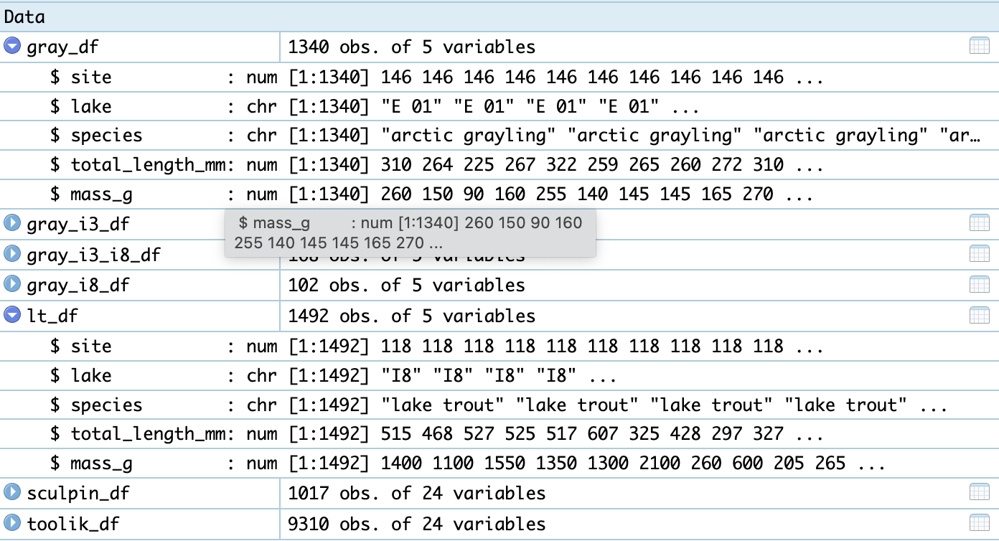 Data
gray_df 1340 obs. of 5 variables
$ site : num [1:1340] 146 146 146 146 146 146 146 146 146 146 ...
$ lake : chr [1:1340] "E 01" "E 01" "E 01" "E 01" ...
$ species : chr [1:1340] "arctic grayling" "arctic grayling" "arctic grayling" "ar…
$ total_length_mm: num [1:1340] 310 264 225 267 322 259 265 260 272 310 ...
$ mass_g : num [1:1340] 260 150 90 160 255 140 145 145 165 270 ...
gray_i3_df
$ mass_g : num [1:1340] 260 150 90 160
255 140 145 145 165 270 ...
gray_i3_i8_df obs. of 5 variables
gray_i8_df 102 obs. of 5 variables
lt_df 1492 obs. of 5 variables
$ site : num [1:1492] 118 118 118 118 118 118 118 118 118 118 ...
$ lake : chr [1:1492] "I8" "I8" "I8" "I8" ...
$ species : chr [1:1492] "lake trout" "lake trout" "lake trout" "lake trout" ...
$ total_length_mm: num [1:1492] 515 468 527 525 517 607 325 428 297 327 ...
$ mass_g : num [1:1492] 1400 1100 1550 1350 1300 2100 260 600 205 265 ...
sculpin_df 1017 obs. of 24 variables
toolik_df 9310 obs. of 24 variables